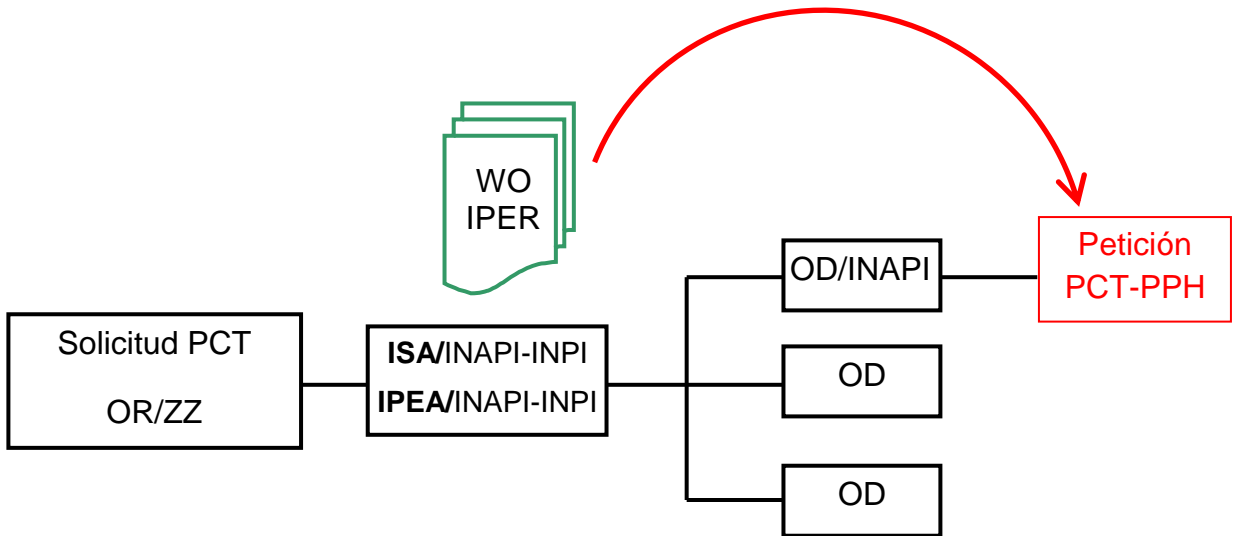 WO
IPER
Solicitud PCT
OR/ZZ
ISA/INAPI-INPI
IPEA/INAPI-INPI
OD/INAPI
OD
OD
Petición
PCT-PPH